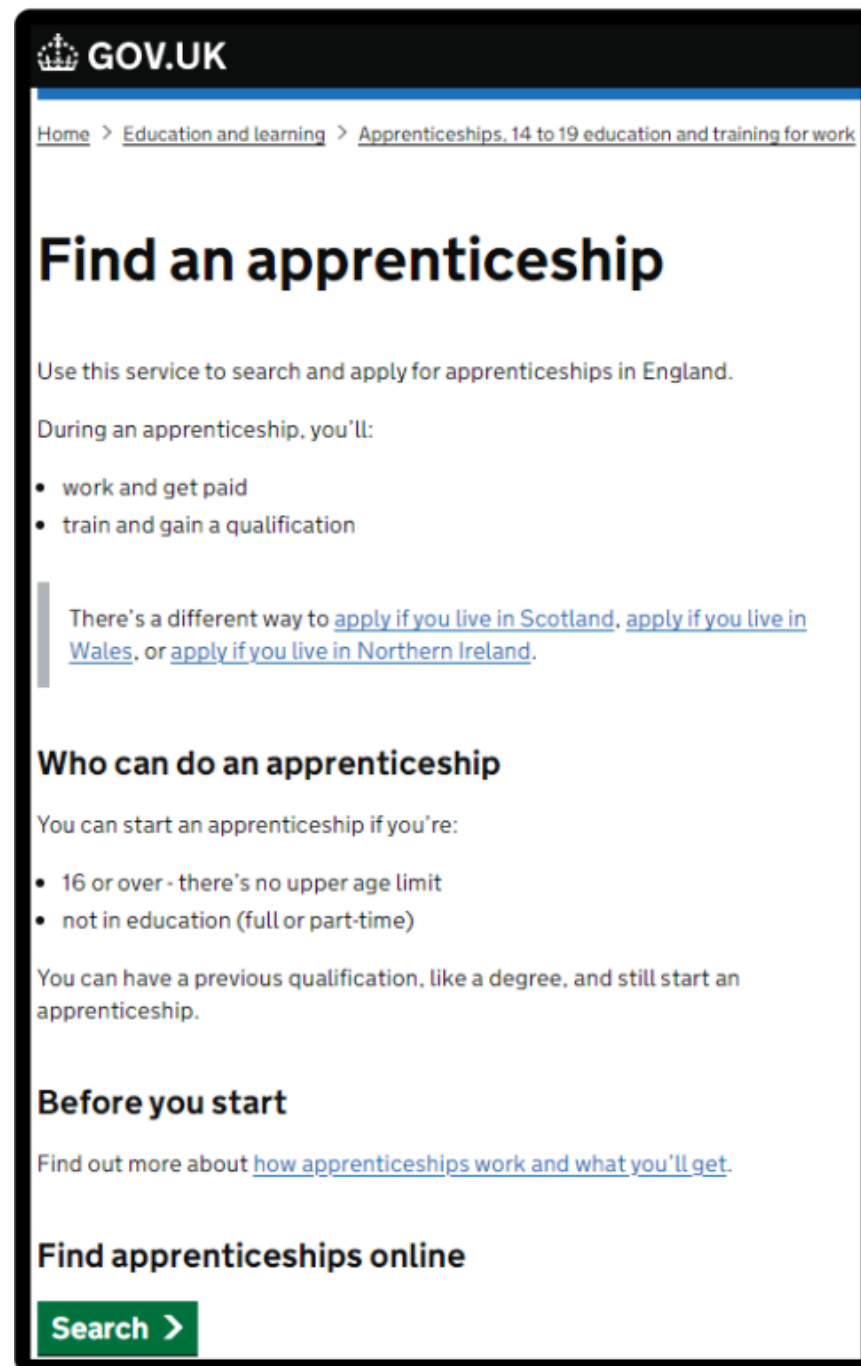 GOV.UK
Home > Education and learning > Apprenticeships, 14 to 19 education and training for work
Find an apprenticeship
Use this service to search and apply for apprenticeships in England.
During an apprenticeship, you'll:
• work and get paid
• train and gain a qualification
There's a different way to apply if you live in Scotland, apply if you live in
Wales, or apply if you live in Northern Ireland.
Who can do an apprenticeship
You can start an apprenticeship if you're:
• 16 or over - there's no upper age limit
• not in education (full or part-time)
You can have a previous qualification, like a degree, and still start an
apprenticeship.
Before you start
Find out more about how apprenticeships work and what you'll get.
Find apprenticeships online
Search >